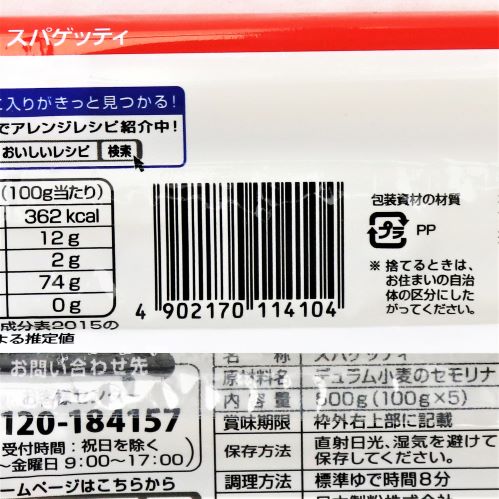 スパゲッティ
入りがきっと見つかる!
でアレンジレシピ紹介中!
おいしいレシピ 検索
(100g当たり)
362 kcal
12 g
2 g
74 g
0 g
成分表2015の
よる推定値
4 902170 114104
包装資材の材質
プラ PP
※ 捨てるときは、
お住まいの自治
体の区分にした
がってください。
お問い合わせ先
120-184157
受付時間:祝日を除く
~金曜日 9:00~17:00)
ームページはこちらから
名 称 スパゲッティ
原材料名 デュラム小麦のセモリナ
内 容 量 500g(100g×5)
賞味期限 枠外右上部に記載
保存方法 直射日光、湿気を避けて
保存してください。
調理方法 標準ゆで時間8分